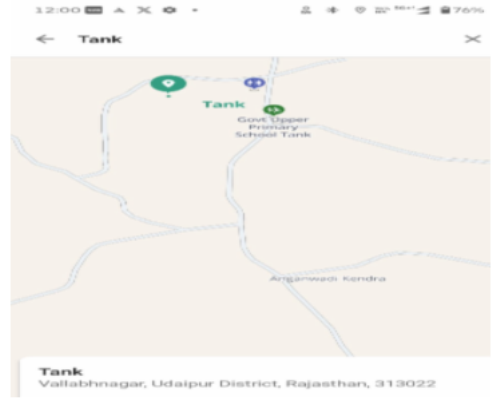 12:00
76%
Tank
Tank
Govt Upper
Primary
School Tank
Anganwadi Kendra
Tank
Vallabhnagar, Udaipur District, Rajasthan, 313022